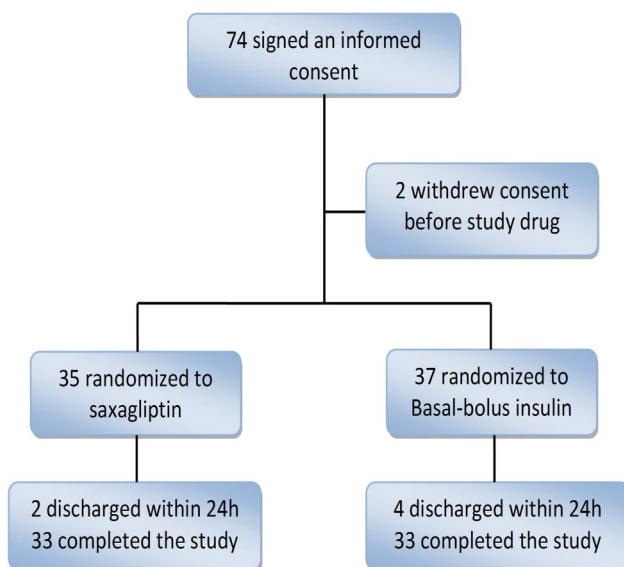 74 signed an informed
consent
2 withdrew consent
before study drug
35 randomized to
saxagliptin
37 randomized to
Basal-bolus insulin
2 discharged within 24h
33 completed the study
4 discharged within 24h
33 completed the study